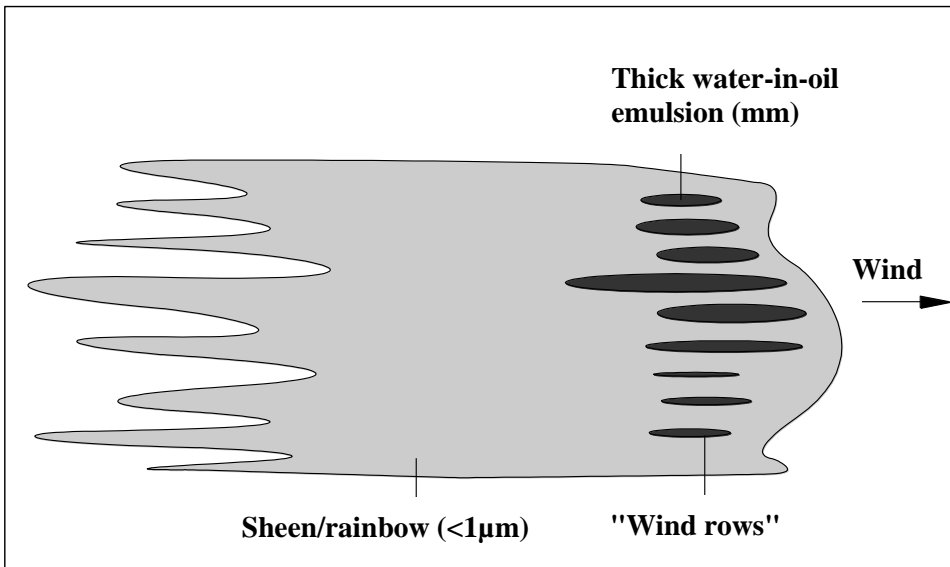 Thick water-in-oil
emulsion (mm)
Wind
Sheen/rainbow (<1µm)
"Wind rows"